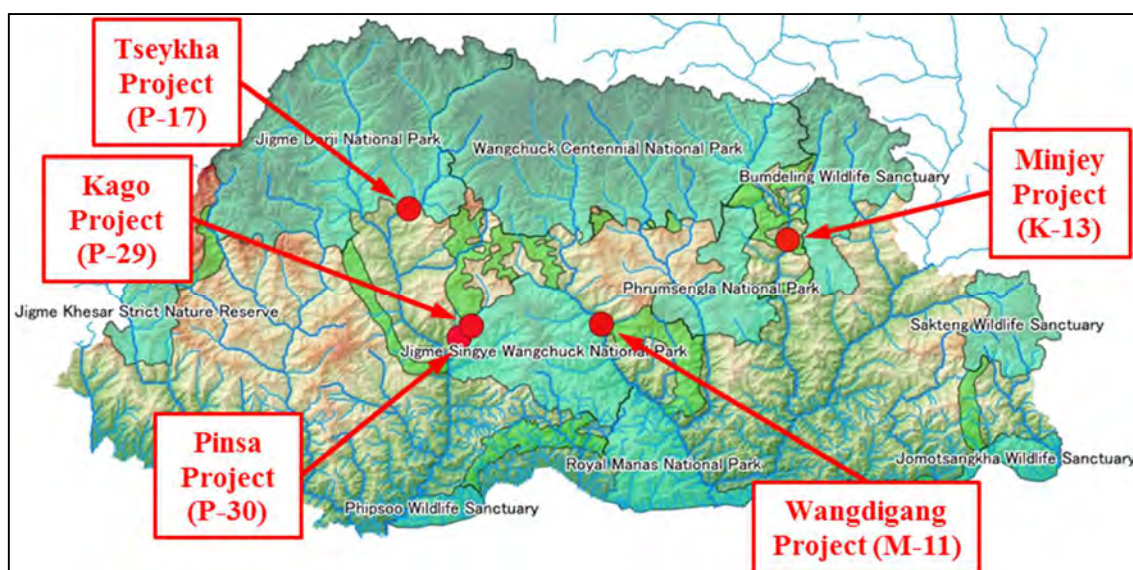 Tseykha
Project
(P-17)
Jigme Dorji National Park
Wangchuck Centennial National Park
Kago
Project
(P-29)
Bumdeling Wildlife Sanctuary
Minjey
Project
(K-13)
Phrumsengla National Park
Jigme Khesar Strict Nature Reserve
Sakteng Wildlife Sanctuary
Jigme Singye Wangchuck National Park
Pinsa
Project
(P-30)
Royal Manas National Park
Jomotsangkha Wildlife Sanctuary
Phipsoo Wildlife Sanctuary
Wangdigang
Project (M-11)